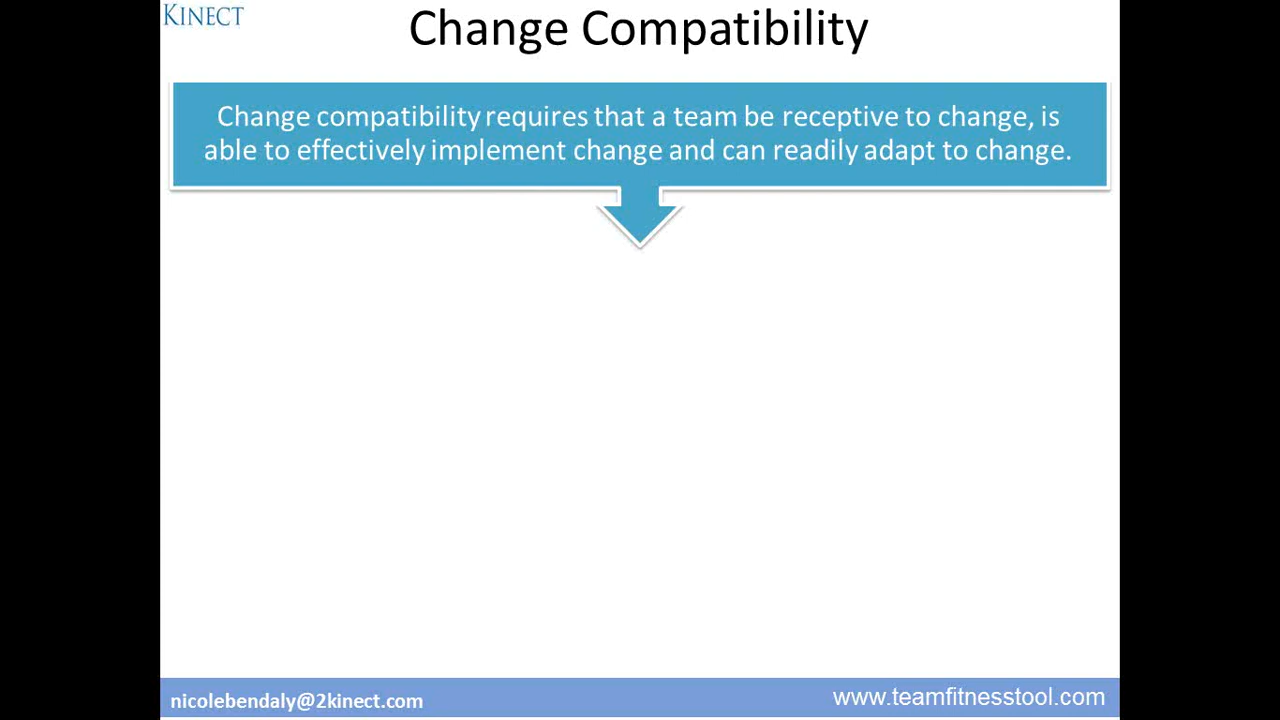 KINECT
Change Compatibility
Change compatibility requires that a team be receptive to change, is
able to effectively implement change and can readily adapt to change.
nicolebendaly@2kinect.com
www.teamfitnesstool.com